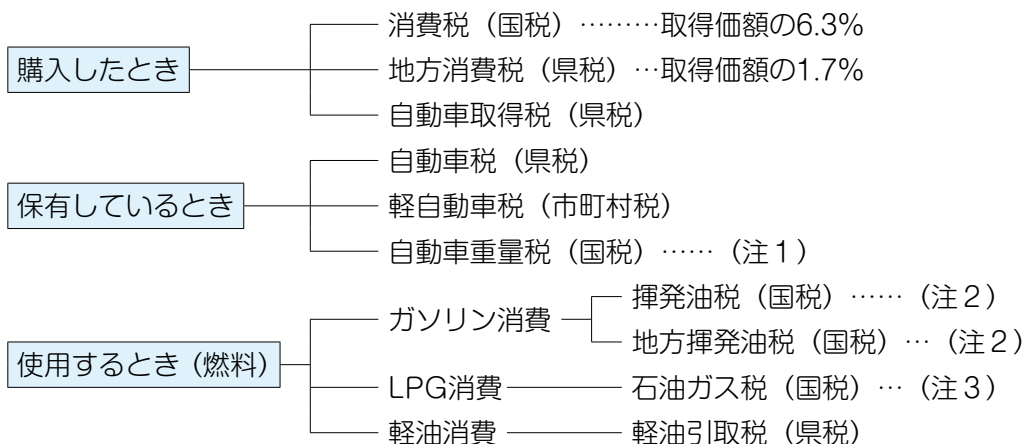 消費税（国税）………取得価額の6.3%
購入したとき
地方消費税（県税）…取得価額の1.7%
自動車取得税（県税）
自動車税（県税）
保有しているとき
軽自動車税（市町村税）
自動車重量税（国税）……（注１）
ガソリン消費
揮発油税（国税）……（注２）
地方揮発油税（国税）…（注２）
使用するとき（燃料）
LPG消費
石油ガス税（国税）…（注３）
軽油消費
軽油引取税（県税）